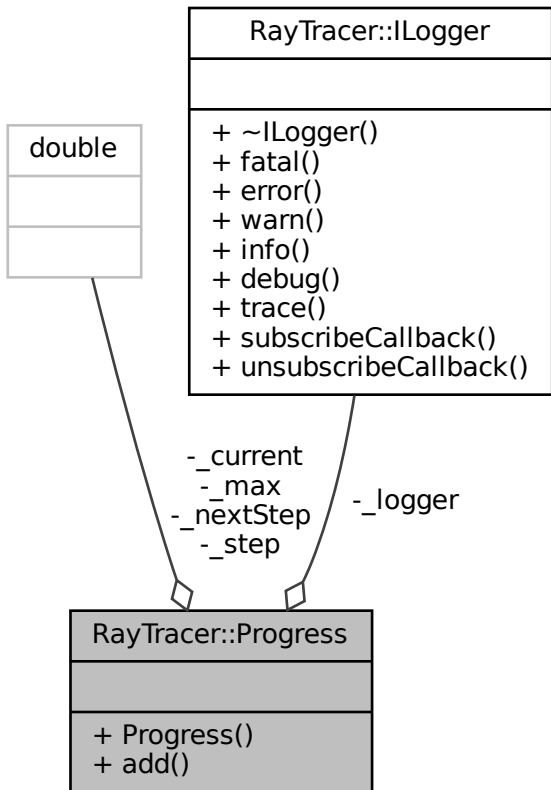 RayTracer::ILogger
+ ~ILogger()
+ fatal()
+ error()
+ warn()
+ info()
+ debug()
+ trace()
+ subscribeCallback()
+ unsubscribeCallback()
double
-_current
-_max
-_nextStep
-_step
-_logger
RayTracer::Progress
+ Progress()
+ add()